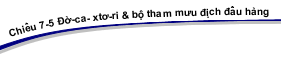 Chiều 7-5 Đờ-ca- xtơ-ri & bộ tham mưu địch đầu hàng